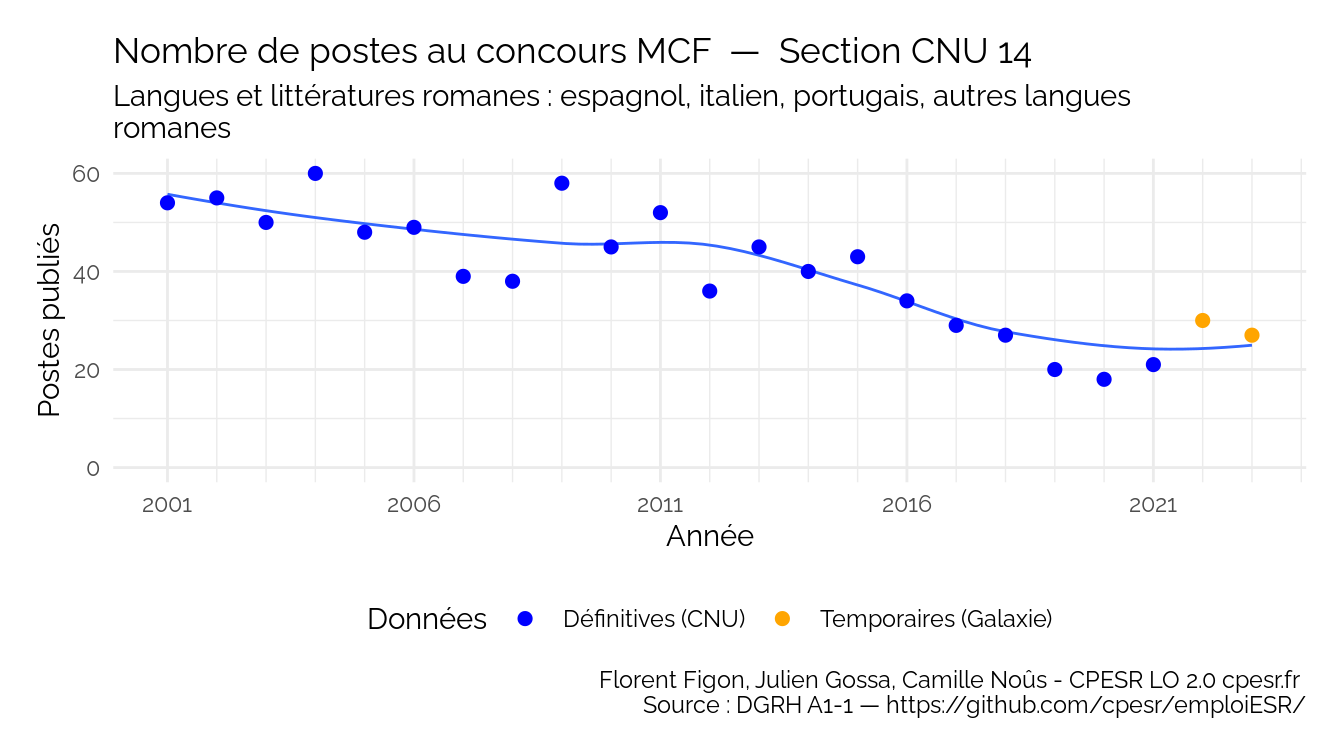 Nombre de postes au concours MCF — Section CNU 14
Langues et littératures romanes : espagnol, italien, portugais, autres langues
romanes
Postes publiés
60
40
20
0
2001 2006 2011 2016 2021
Année
Données Définitives (CNU) Temporaires (Galaxie)
Florent Figon, Julien Gossa, Camille Noûs - CPESR LO 2.0 cpesr.fr
Source : DGRH A1-1 — https://github.com/cpesr/emploiESR/